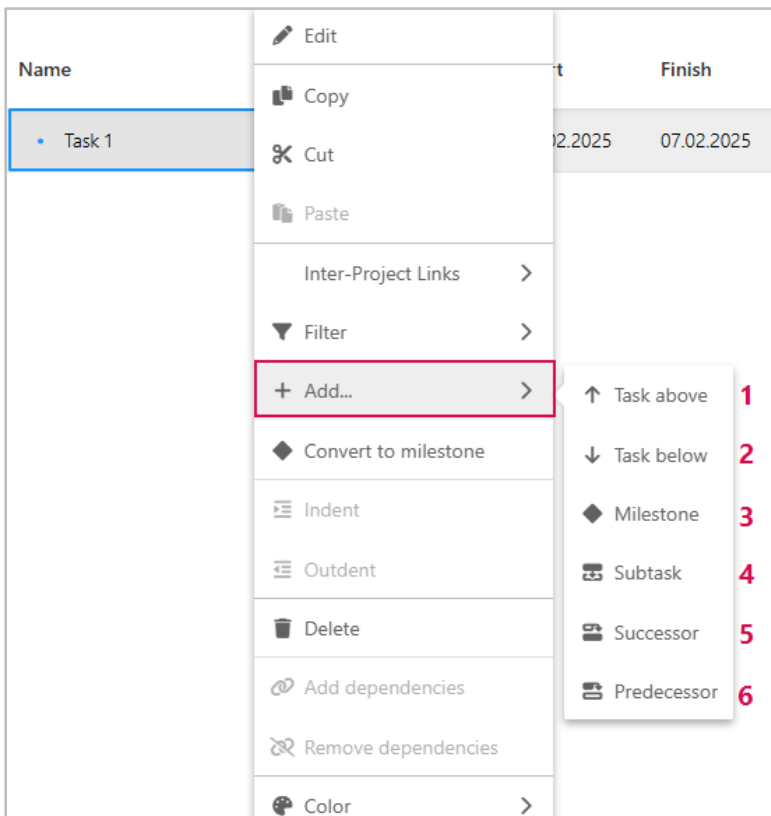 Edit
Name
rt
Finish
Copy
Task 1
02.2025
07.02.2025
Cut
Paste
Inter-Project Links
Filter
Add...
Task above 1
Convert to milestone
Task below 2
Indent
Milestone 3
Outdent
Subtask 4
Delete
Successor 5
Add dependencies
Predecessor 6
Remove dependencies
Color